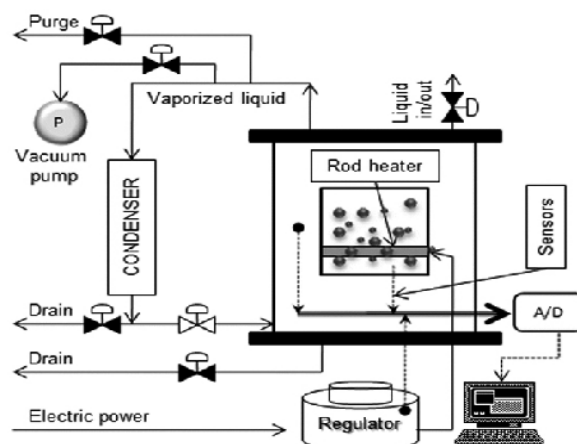 Purge
Vaporized liquid
P
Vacuum
pump
Liquid
in/out
D
Rod heater
CONDENSER
Sensors
Drain
A/D
Drain
Electric power
Regulator